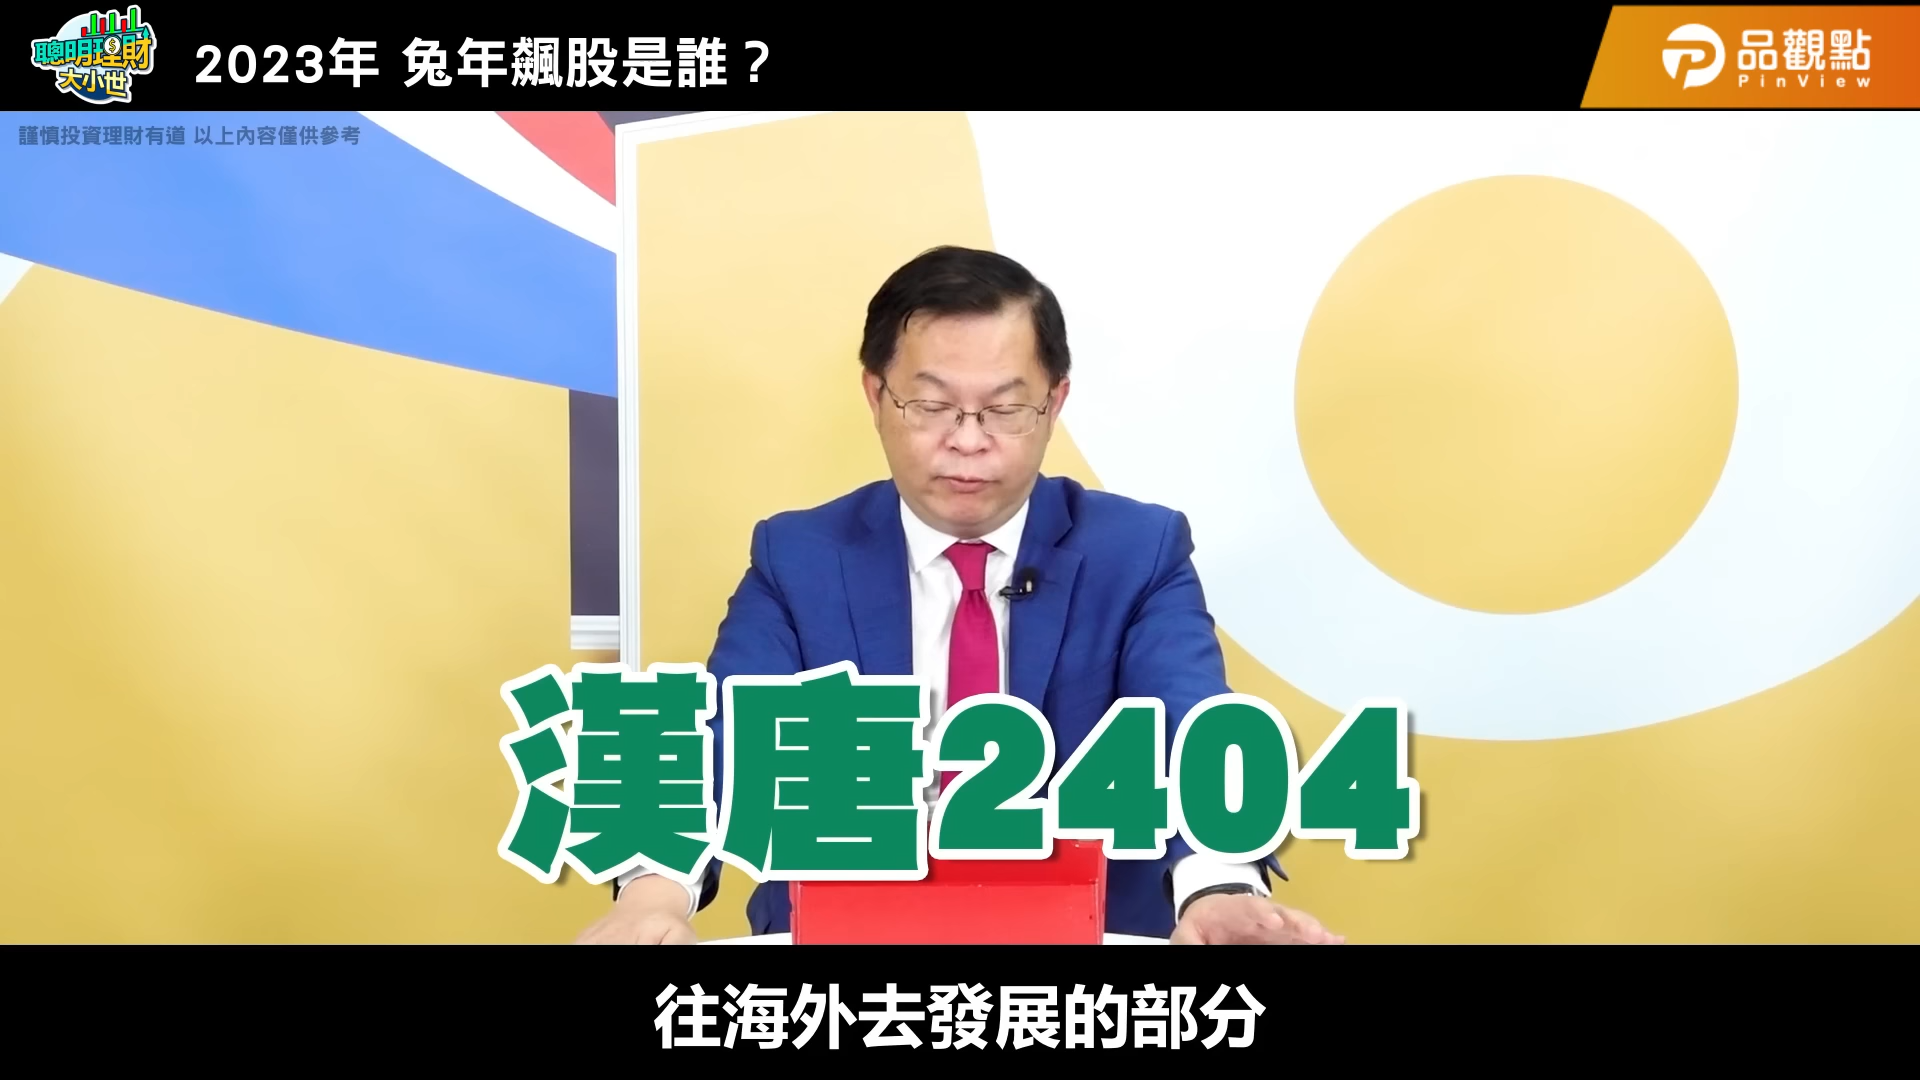 聰明理財
大小世
2023年 兔年飆股是誰？
品觀點
PinView
謹慎投資理財有道 以上內容僅供參考
漢唐2404
往海外去發展的部分